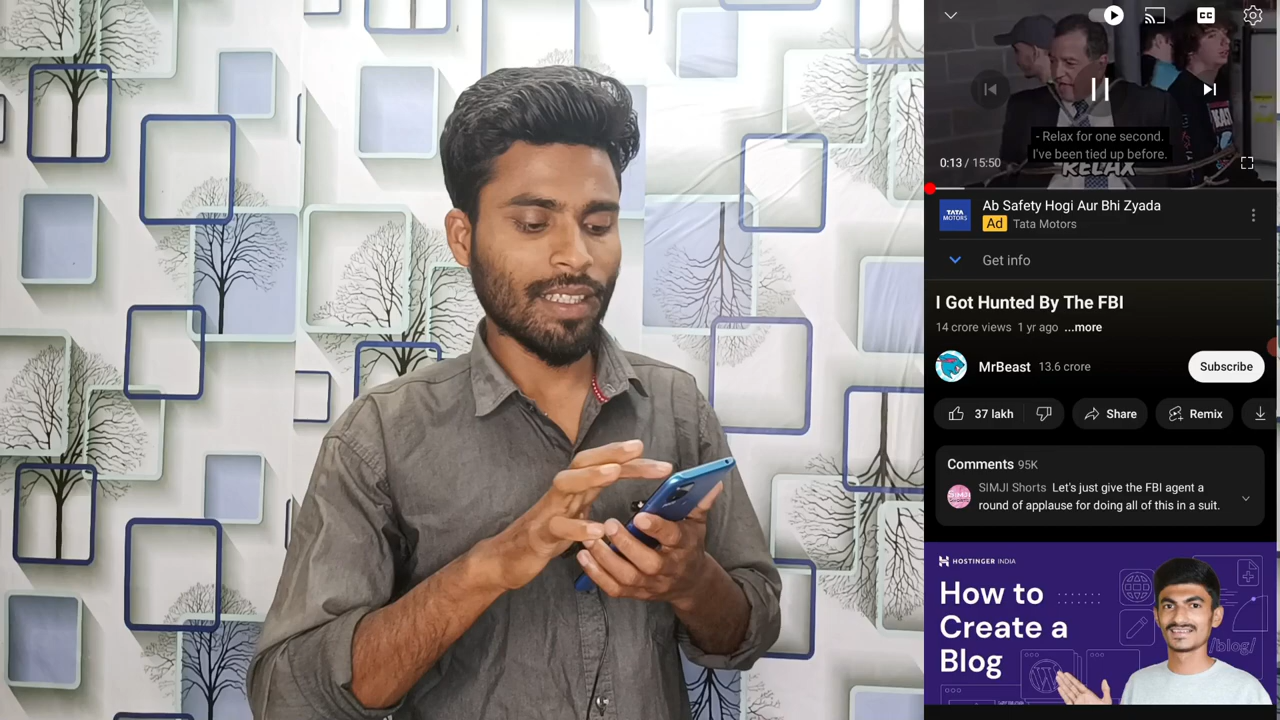 - Relax for one second.
I've been tied up before.
RELAX
0:13 / 15:50
TATA
MOTORS
Ab Safety Hogi Aur Bhi Zyada
Ad Tata Motors
Get info
I Got Hunted By The FBI
14 crore views 1 yr ago ...more
MrBeast 13.6 crore
Subscribe
37 lakh
Share
Remix
Comments 95K
SIMJI Shorts Let's just give the FBI agent a
round of applause for doing all of this in a suit.
HOSTINGER INDIA
How to
Create a
Blog
/blog/